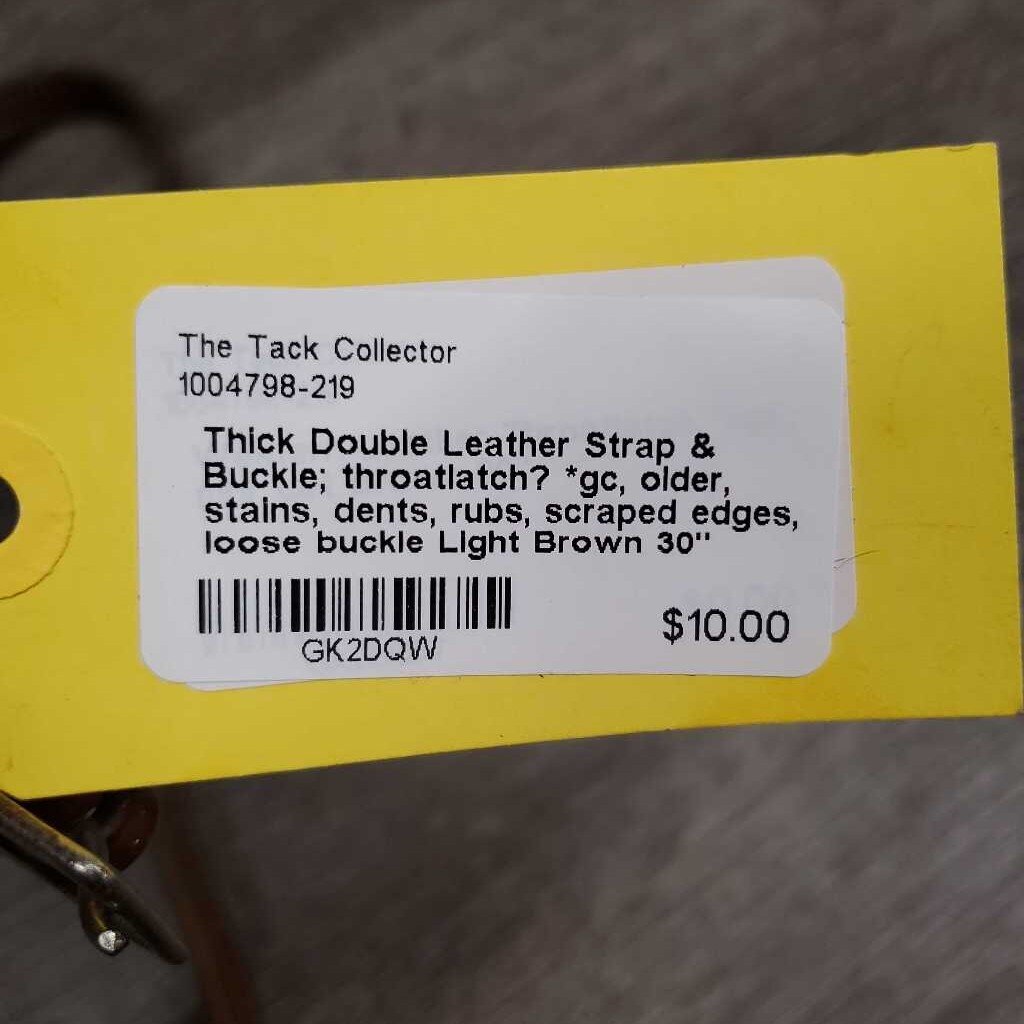 The Tack Collector
1004798-219
Thick Double Leather Strap &
Buckle; throatlatch? *gc, older,
stains, dents, rubs, scraped edges,
loose buckle Light Brown 30"
GK2DQW
$10.00